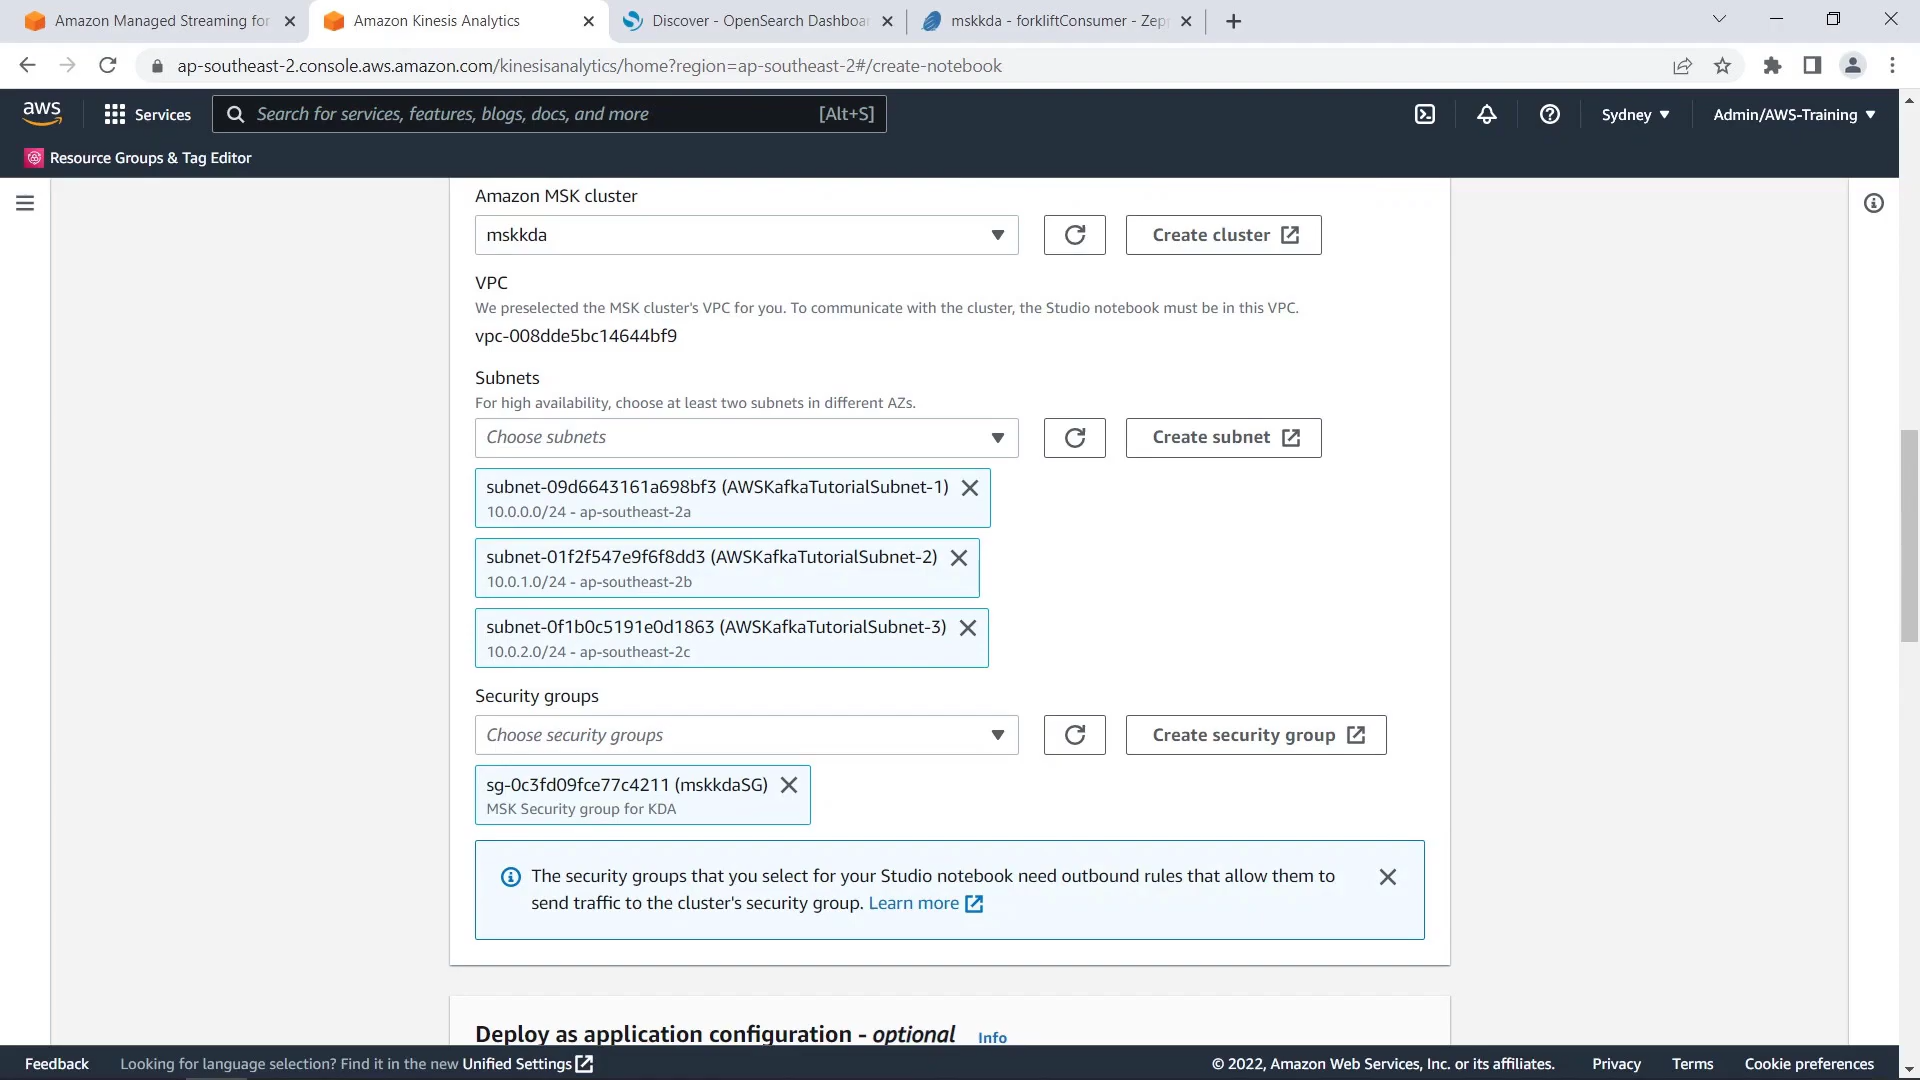 Amazon Managed Streaming for
Amazon Kinesis Analytics
Discover - OpenSearch Dashboar
mskkda - forkliftConsumer - Zepp
ap-southeast-2.console.aws.amazon.com/kinesisanalytics/home?region=ap-southeast-2#/create-notebook
aws
Services
Search for services, features, blogs, docs, and more
[Alt+S]
Sydney
Admin/AWS-Training
Resource Groups & Tag Editor
Amazon MSK cluster
mskkda
Create cluster
VPC
We preselected the MSK cluster's VPC for you. To communicate with the cluster, the Studio notebook must be in this VPC.
vpc-008dde5bc14644bf9
Subnets
For high availability, choose at least two subnets in different AZs.
Choose subnets
Create subnet
subnet-09d6643161a698bf3 (AWSKafkaTutorialSubnet-1)
10.0.0.0/24 - ap-southeast-2a
subnet-01f2f547e9f6f8dd3 (AWSKafkaTutorialSubnet-2)
10.0.1.0/24 - ap-southeast-2b
subnet-0f1b0c5191e0d1863 (AWSKafkaTutorialSubnet-3)
10.0.2.0/24 - ap-southeast-2c
Security groups
Choose security groups
Create security group
sg-0c3fd09fce77c4211 (mskkdaSG)
MSK Security group for KDA
The security groups that you select for your Studio notebook need outbound rules that allow them to
send traffic to the cluster's security group. Learn more
Deploy as application configuration - optional
Info
Feedback
Looking for language selection? Find it in the new Unified Settings
© 2022, Amazon Web Services, Inc. or its affiliates.
Privacy
Terms
Cookie preferences